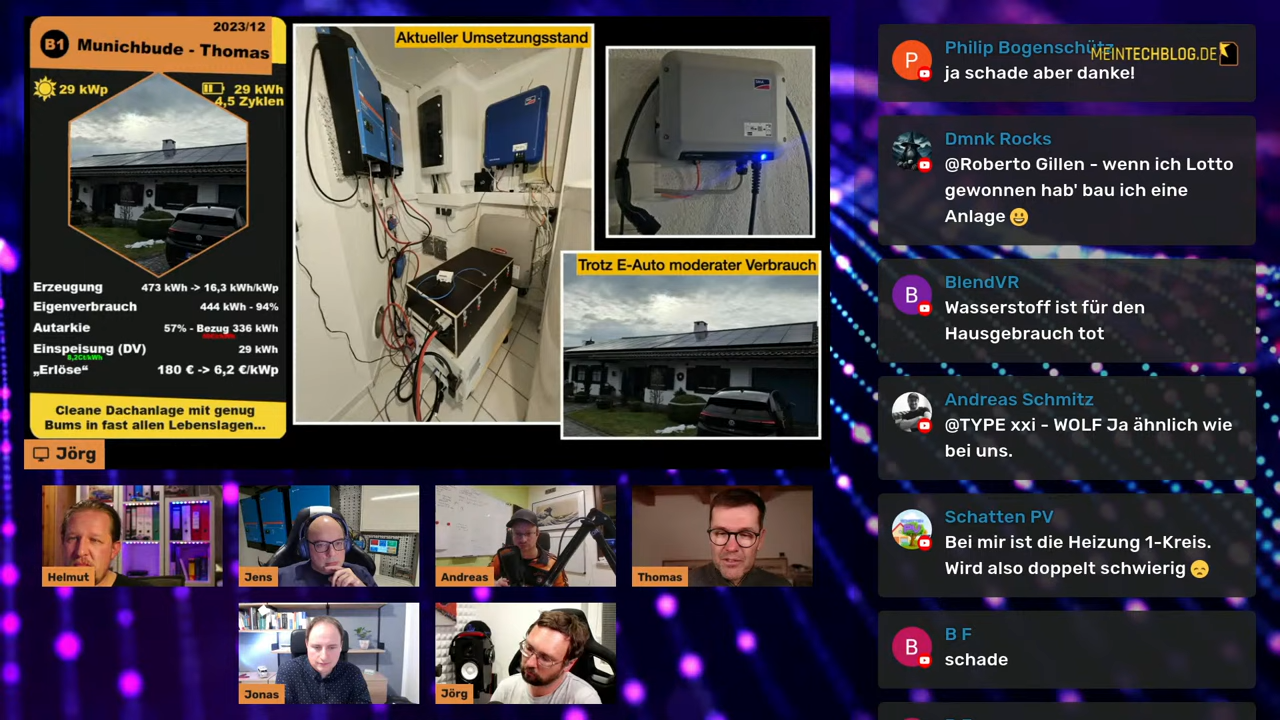 2023/12
B1 Munichbude - Thomas
29 kWp
29 kWh
4,5 Zyklen
Erzeugung 473 kWh -> 16,3 kWh/kWp
Eigenverbrauch 444 kWh - 94%
Autarkie 57% - Bezug 336 kWh
Einspeisung (DV) 29 kWh
8,2Ct/kWh
„Erlöse“ 180 € -> 6,2 €/kWp
Cleane Dachanlage mit genug
Bums in fast allen Lebenslagen...
Aktueller Umsetzungsstand
Trotz E-Auto moderater Verbrauch
Jörg
Helmut
Jens
Andreas
Thomas
Jonas
Jörg
MEINTECHBLOG.DE
P
Philip Bogenschütz
ja schade aber danke!
Dmnk Rocks
@Roberto Gillen - wenn ich Lotto
gewonnen hab' bau ich eine
Anlage 😀
B
BlendVR
Wasserstoff ist für den
Hausgebrauch tot
Andreas Schmitz
@TYPE xxi - WOLF Ja ähnlich wie
bei uns.
Schatten PV
Bei mir ist die Heizung 1-Kreis.
Wird also doppelt schwierig 😞
B
B F
schade